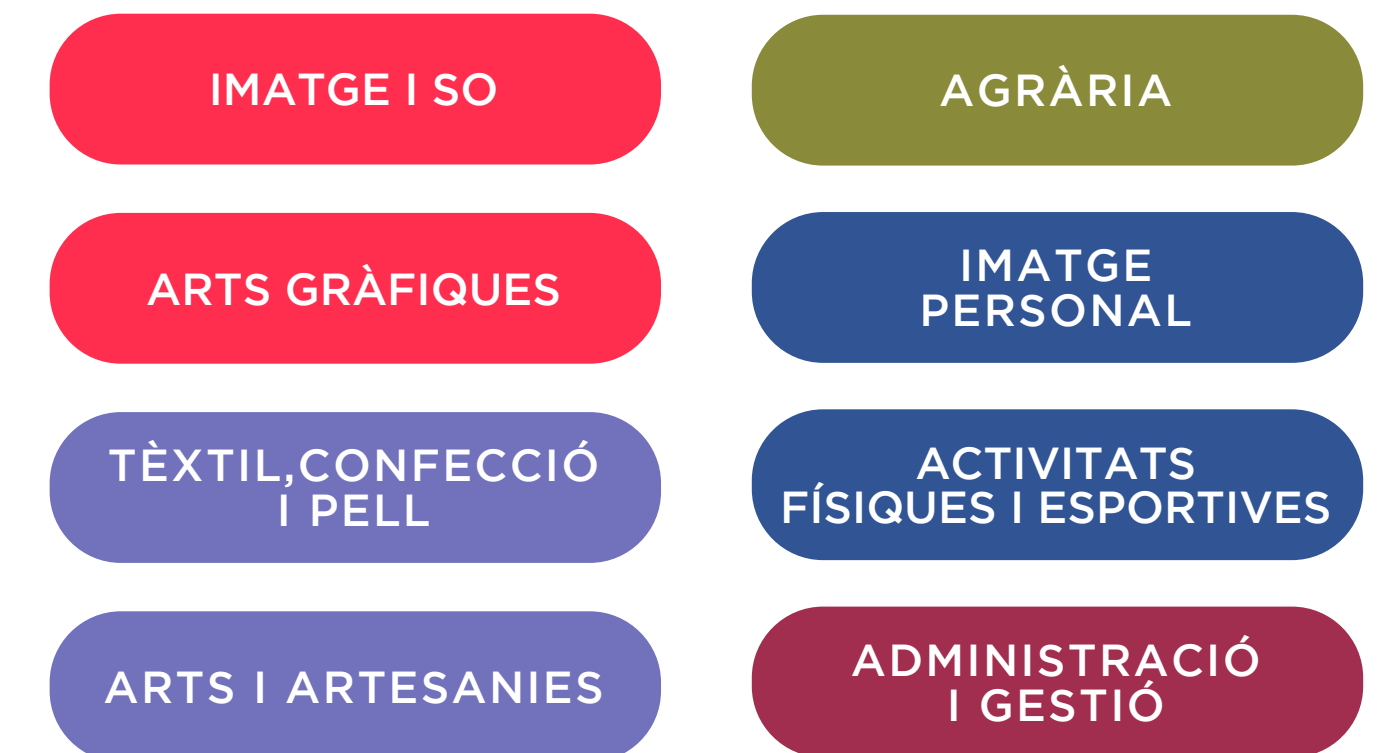 IMATGE I SO
AGRÀRIA
ARTS GRÀFIQUES
IMATGE
PERSONAL
TÈXTIL,CONFECCIÓ
I PELL
ACTIVITATS
FÍSIQUES I ESPORTIVES
ARTS I ARTESANIES
ADMINISTRACIÓ
I GESTIÓ